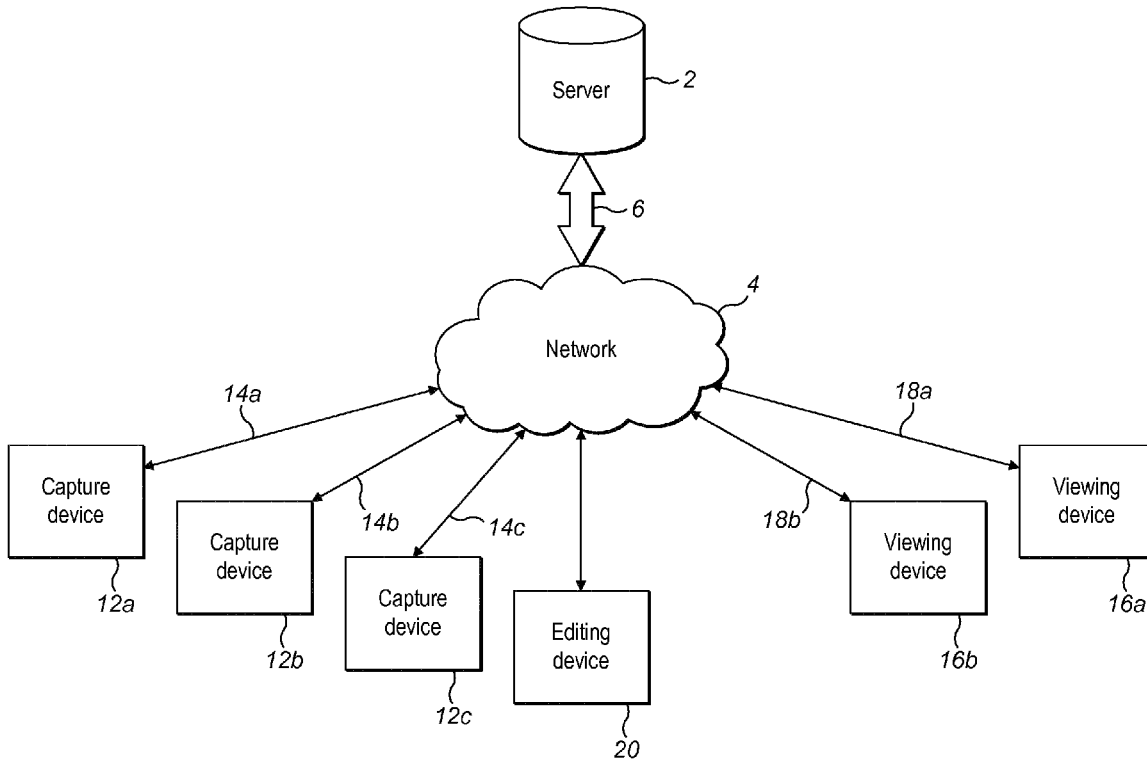 Server
2
6
4
Network
14a
18a
Capture
device
12a
14b
Capture
device
12b
14c
Capture
device
12c
Editing
device
20
18b
Viewing
device
16b
Viewing
device
16a